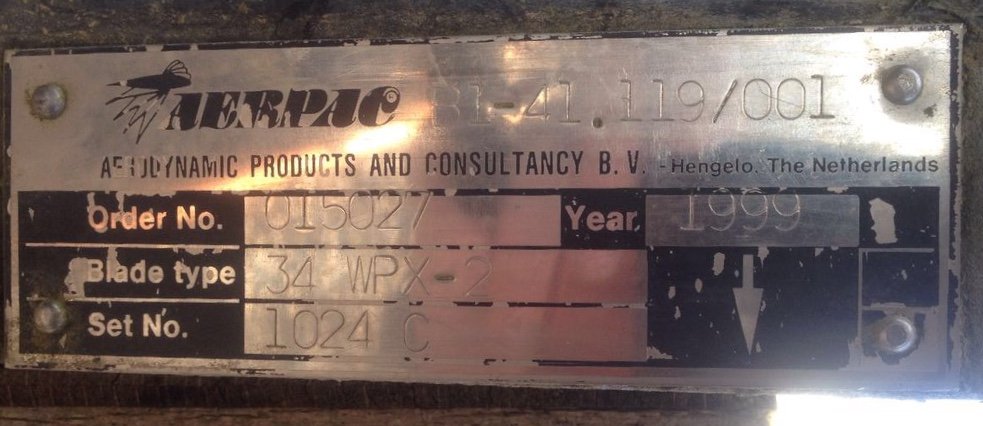 AERPAC 31-41.119/001
AERODYNAMIC PRODUCTS AND CONSULTANCY B.V. - Hengelo. The Netherlands
Order No. 015027 Year. 1999
Blade type 34 WPX-2
Set No. 1024 C